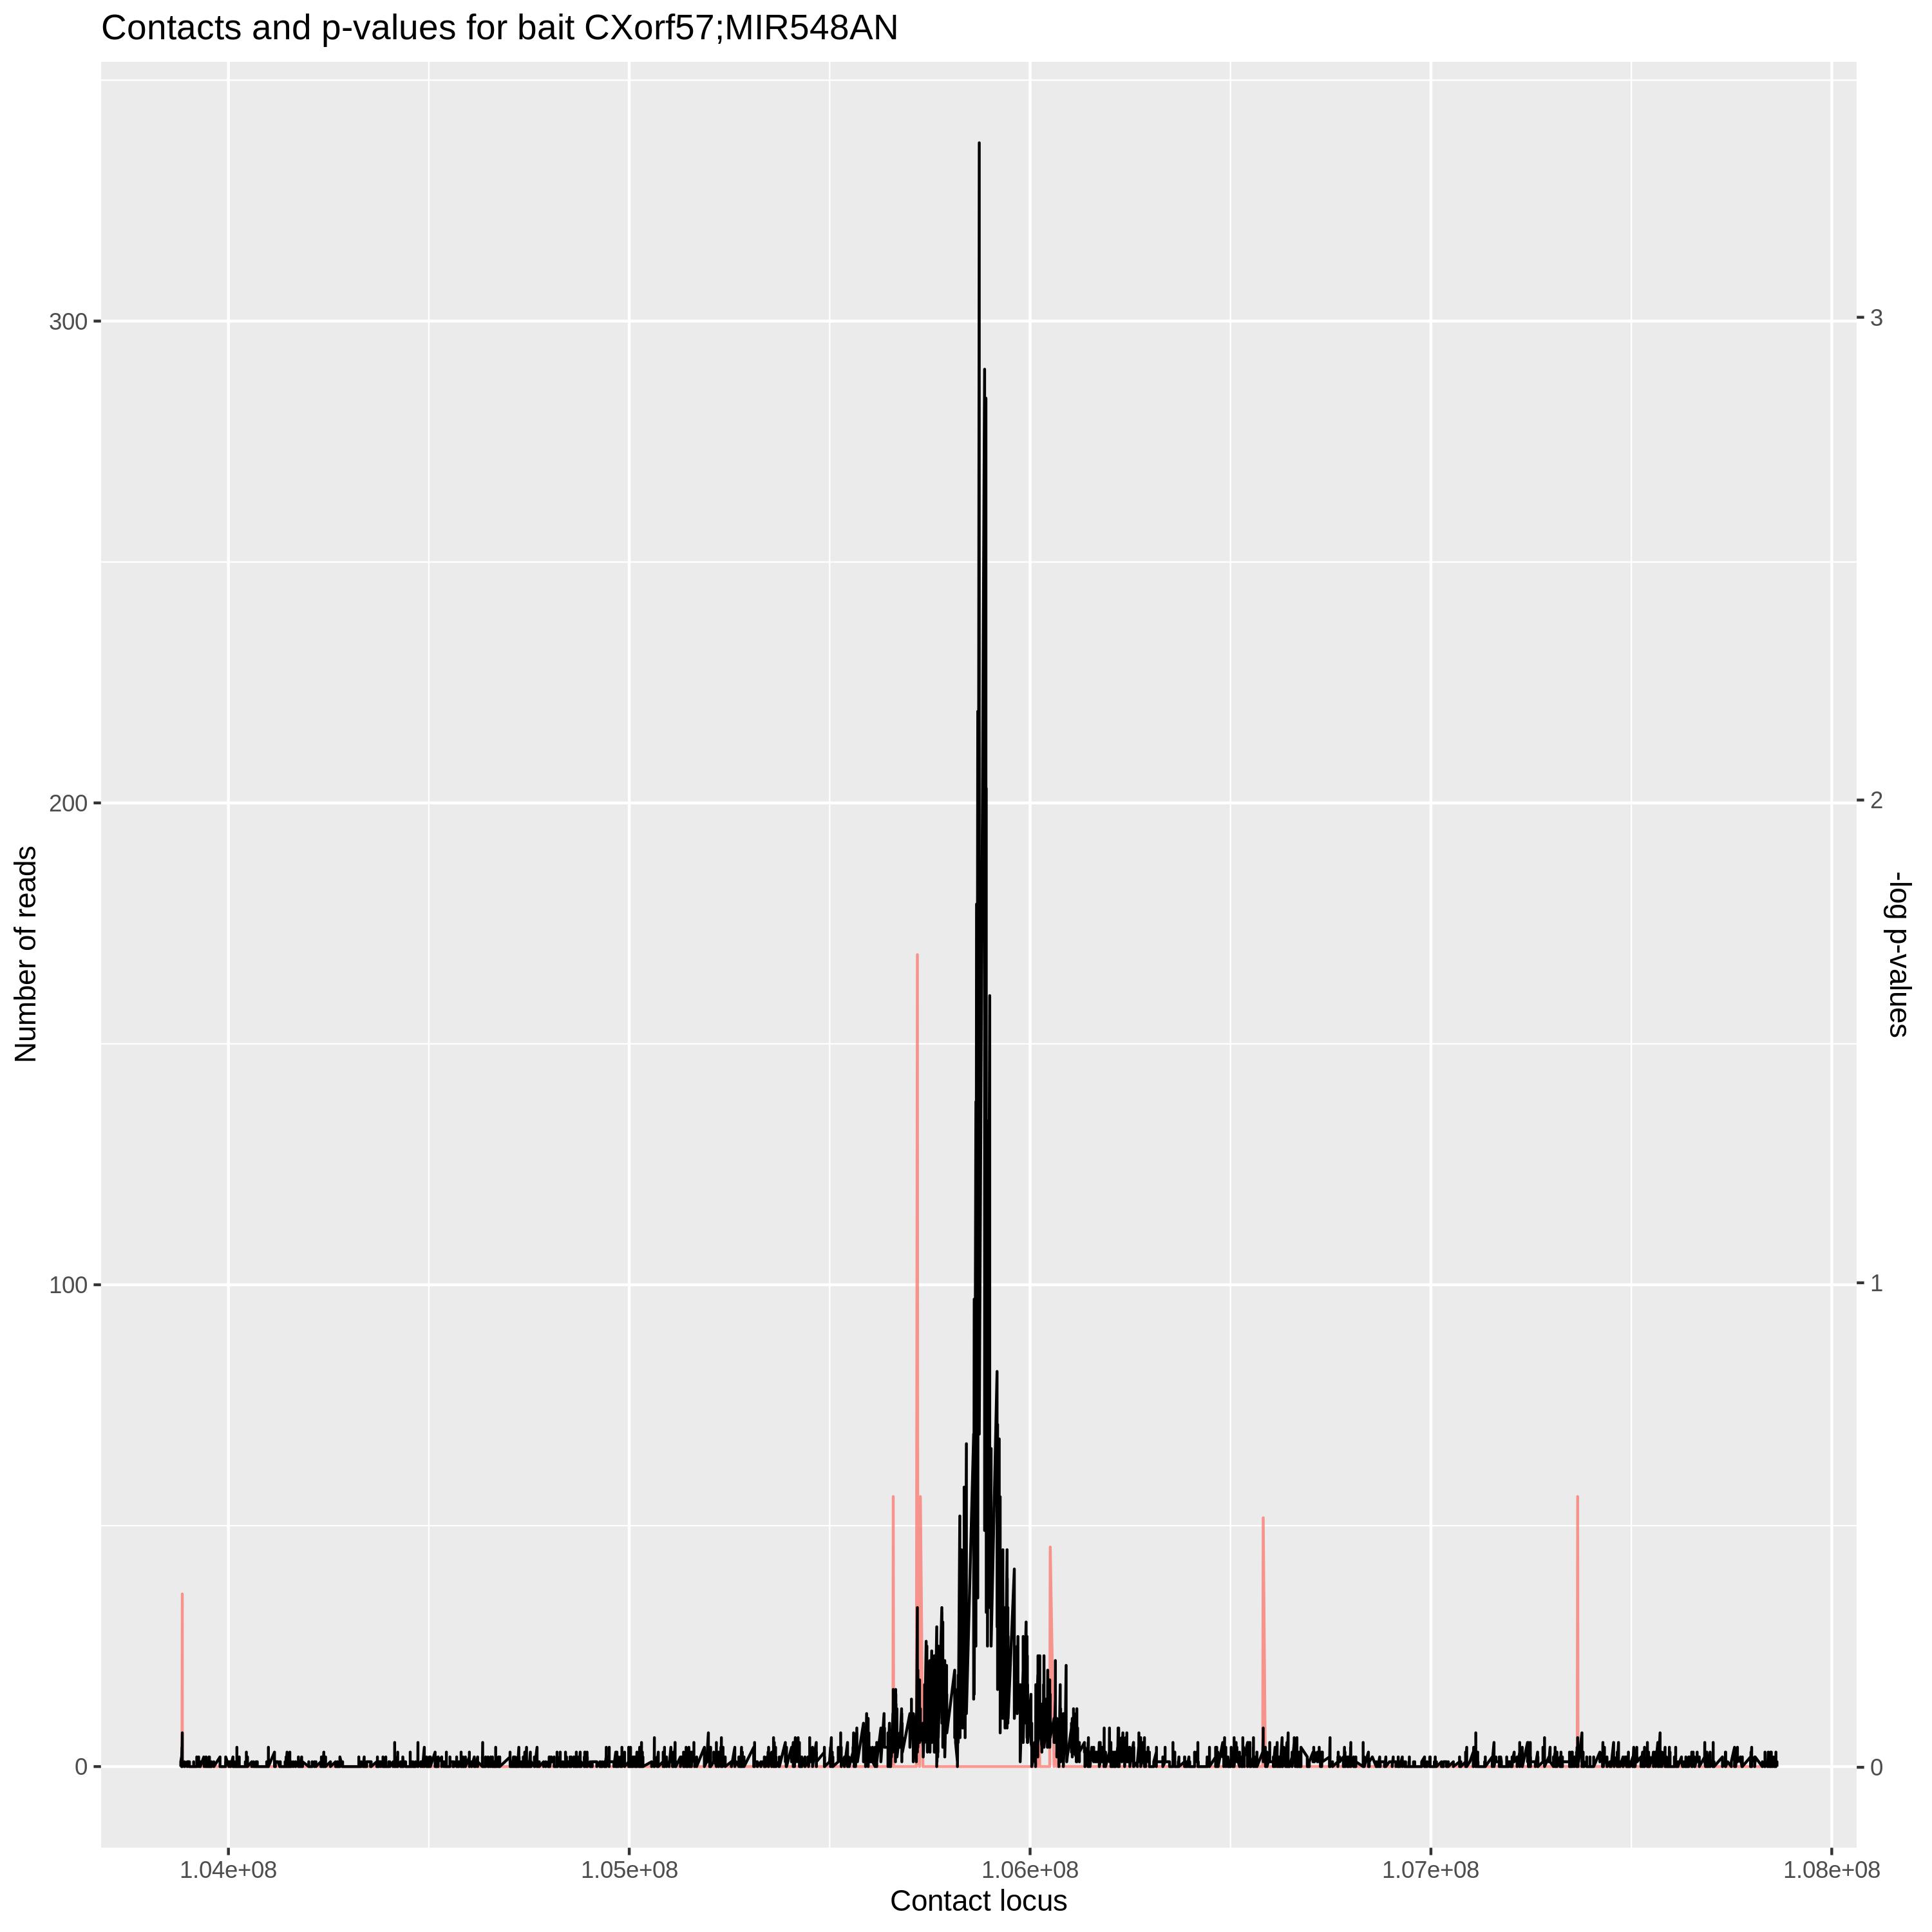 Contacts and p-values for bait CXorf57;MIR548AN
300
200
100
0
Number of reads
3
2
1
0
-log p-values
1.04e+08 1.05e+08 1.06e+08 1.07e+08 1.08e+08
Contact locus